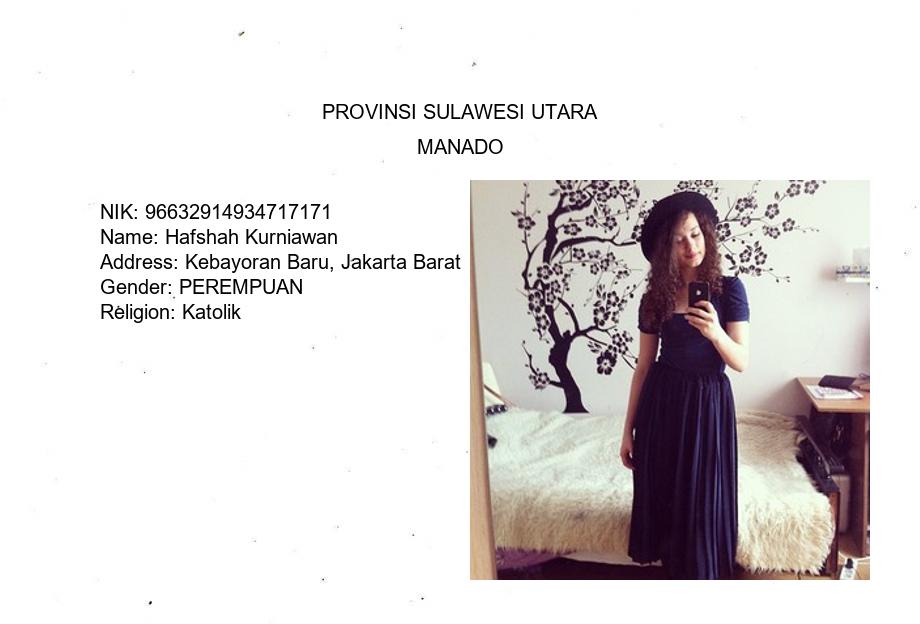 PROVINSI SULAWESI UTARA
MANADO
NIK: 96632914934717171
Name: Hafshah Kurniawan
Address: Kebayoran Baru, Jakarta Barat
Gender: PEREMPUAN
Religion: Katolik